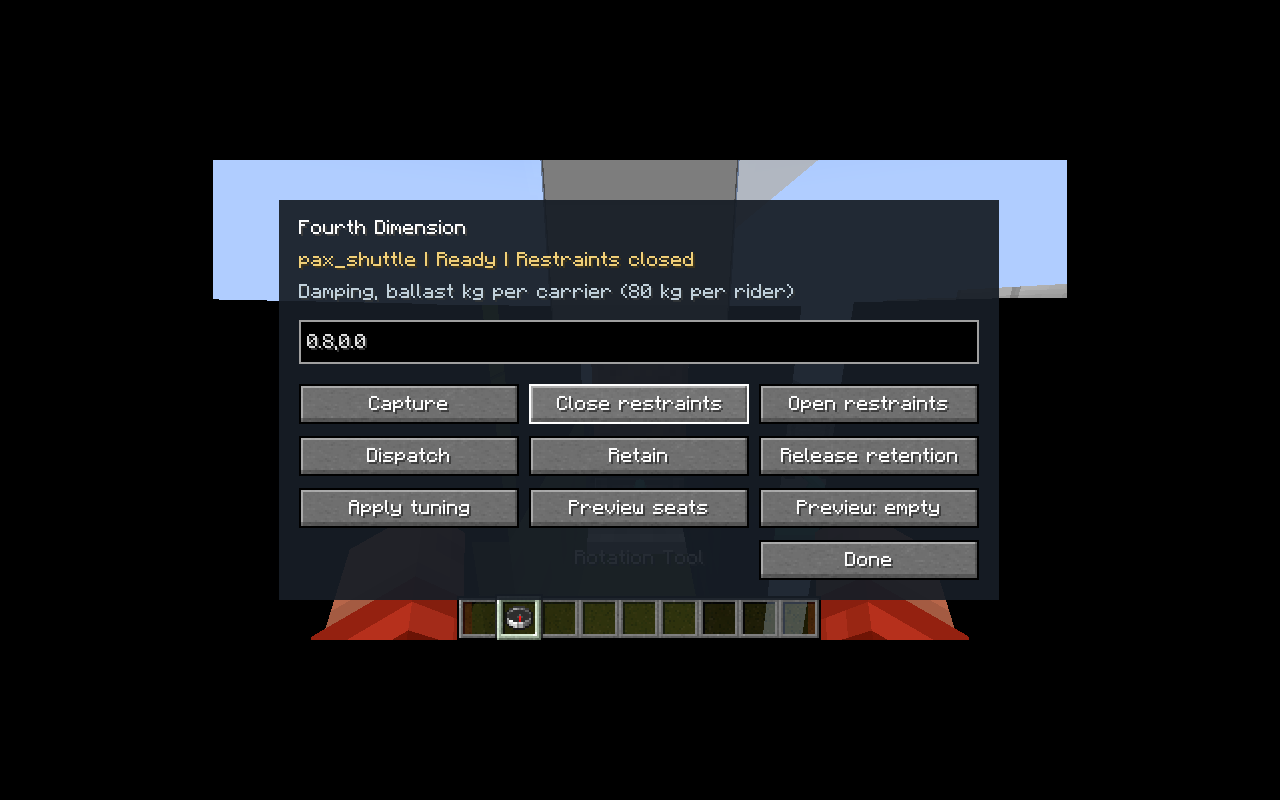 Fourth Dimension
pax_shuttle | Ready | Restraints closed
Damping, ballast kg per carrier (80 kg per rider)
0.8,0.0
Capture Close restraints Open restraints
Dispatch Retain Release retention
Apply tuning Preview seats Preview: empty
Rotation Tool Done